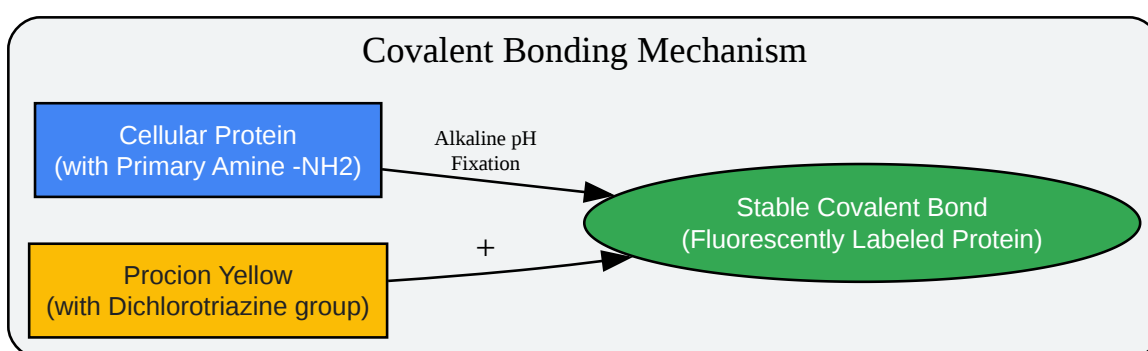 Covalent Bonding Mechanism
Cellular Protein
(with Primary Amine -NH2)
Alkaline pH
Fixation
Stable Covalent Bond
(Fluorescently Labeled Protein)
+
Procion Yellow
(with Dichlorotriazine group)